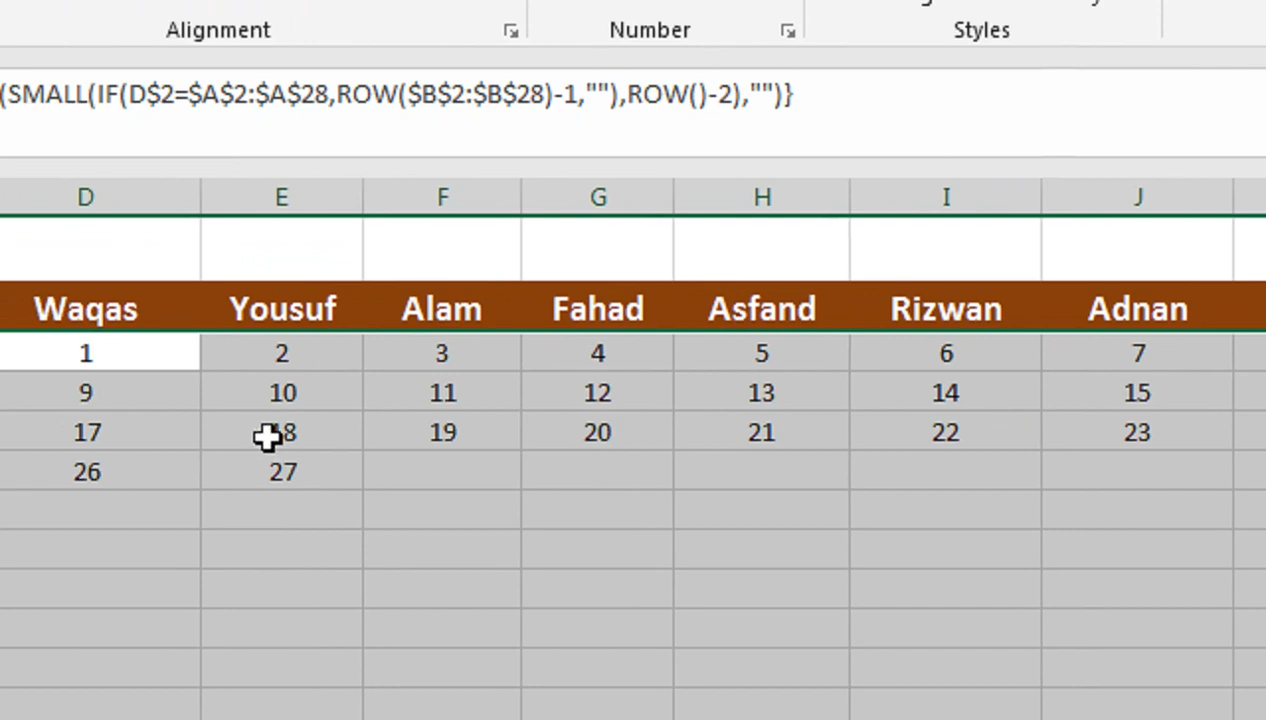 Alignment Number Styles
(SMALL(IF(D$2=$A$2:$A$28,ROW($B$2:$B$28)-1,""),ROW()-2),"")}
D E F G H I J
Waqas Yousuf Alam Fahad Asfand Rizwan Adnan
1 2 3 4 5 6 7
9 10 11 12 13 14 15
17 8 19 20 21 22 23
26 27